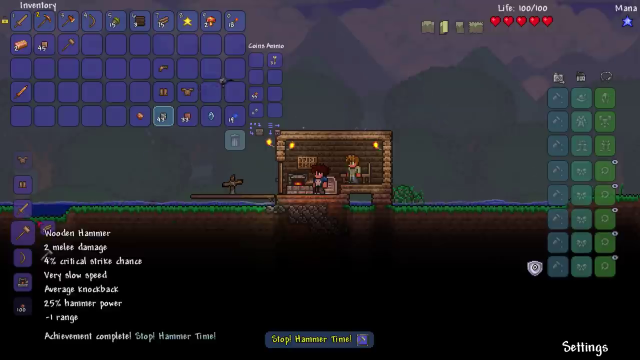 Inventory
Life: 100/100
Mana
Coins Ammo
Wooden Hammer
2 melee damage
4% critical strike chance
Very slow speed
Average knockback
25% hammer power
-1 range
100
Achievement complete! Stop! Hammer Time!
Stop! Hammer Time!
Settings